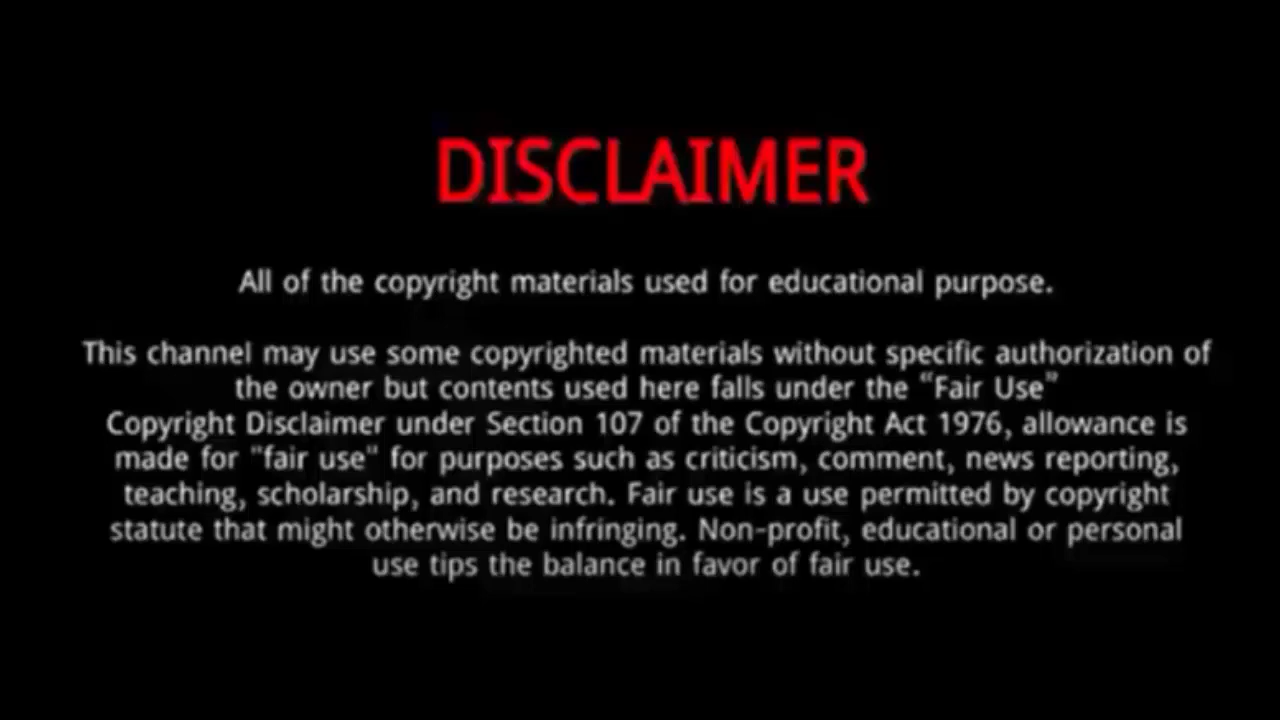 DISCLAIMER
All of the copyright materials used for educational purpose.
This channel may use some copyrighted materials without specific authorization of
the owner but contents used here falls under the “Fair Use”
Copyright Disclaimer under Section 107 of the Copyright Act 1976, allowance is
made for "fair use" for purposes such as criticism, comment, news reporting,
teaching, scholarship, and research. Fair use is a use permitted by copyright
statute that might otherwise be infringing. Non-profit, educational or personal
use tips the balance in favor of fair use.